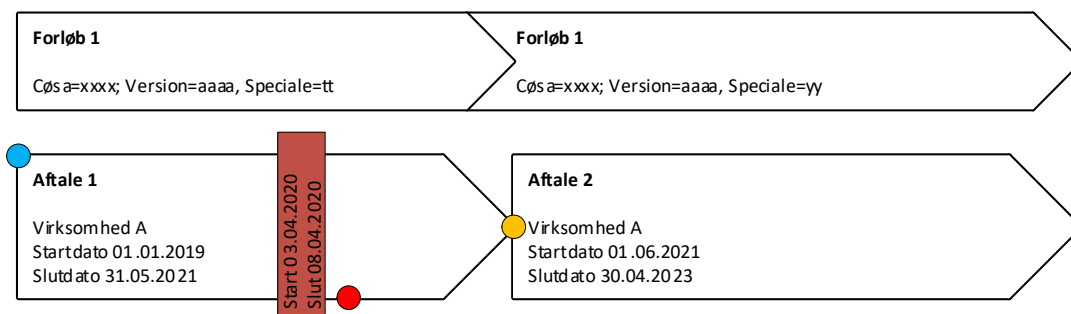 Forløb 1
Cøsa=xxxx; Version=aaaa, Speciale=tt
Forløb 1
Cøsa=xxxx; Version=aaaa, Speciale=yy
Aftale 1
Virksomhed A
Startdato 01.01.2019
Slutdato 31.05.2021
Start 03.04.2020
Slut 08.04.2020
Aftale 2
Virksomhed A
Startdato 01.06.2021
Slutdato 30.04.2023